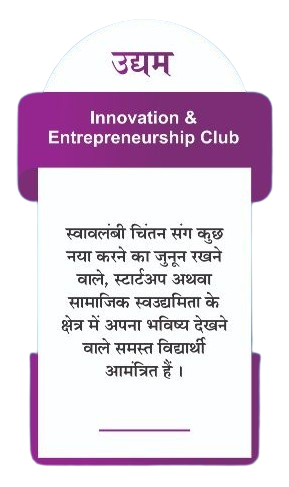 उद्यम
Innovation &
Entrepreneurship Club
स्वावलंबी चिंतन संग कुछ
नया करने का जुनून रखने
वाले, स्टार्टअप अथवा
सामाजिक स्वउद्यमिता के
क्षेत्र में अपना भविष्य देखने
वाले समस्त विद्यार्थी
आमंत्रित हैं ।